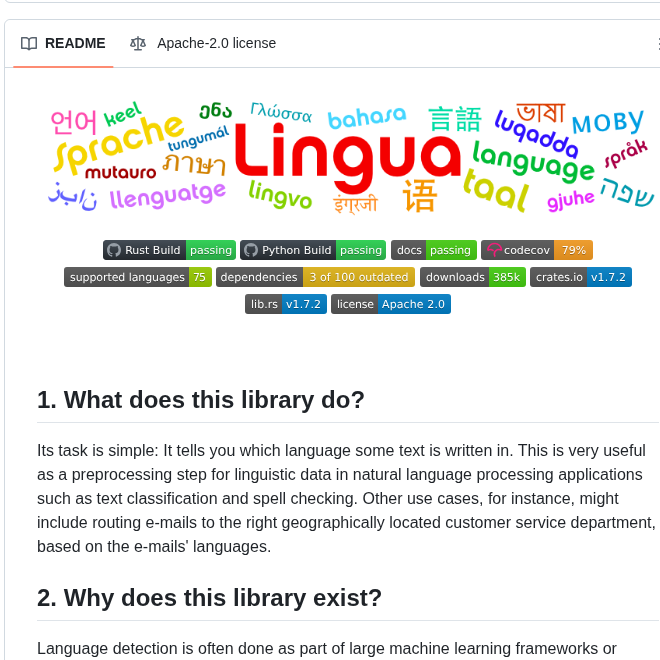 README
Apache-2.0 license
언어 keel ენა Γλώσσα bahasa 言語 ภาษา мовы
sprache tungumál Lingua luqadda språk
mutauro ภาษา language
زبان llenguatge lingvo इंग्रजी 语 taal gjuhe שפה
Rust Build passing Python Build passing docs passing codecov 79%
supported languages 75 dependencies 3 of 100 outdated downloads 385k crates.io v1.7.2
lib.rs v1.7.2 license Apache 2.0
1. What does this library do?
Its task is simple: It tells you which language some text is written in. This is very useful
as a preprocessing step for linguistic data in natural language processing applications
such as text classification and spell checking. Other use cases, for instance, might
include routing e-mails to the right geographically located customer service department,
based on the e-mails' languages.
2. Why does this library exist?
Language detection is often done as part of large machine learning frameworks or